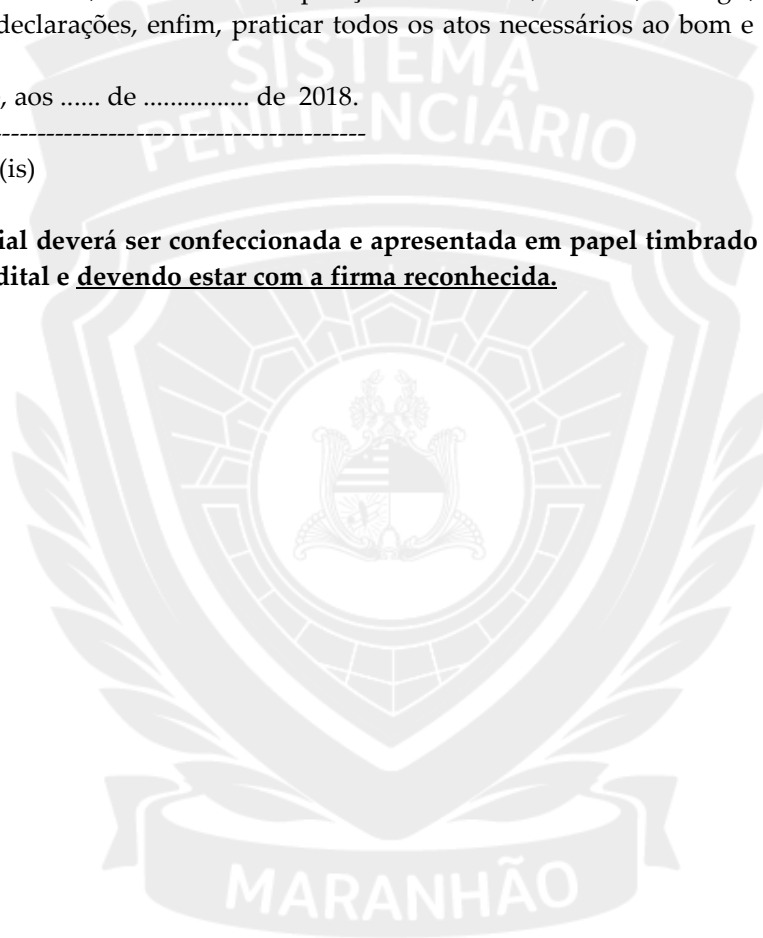 declarações, enfim, praticar todos os atos necessários ao bom e
SISTEMA
, aos ...... de ................ de 2018.
PENITENCIÁRIO
-----------------------------------------
(is)
ial deverá ser confeccionada e apresentada em papel timbrado
dital e devendo estar com a firma reconhecida.
MARANHÃO